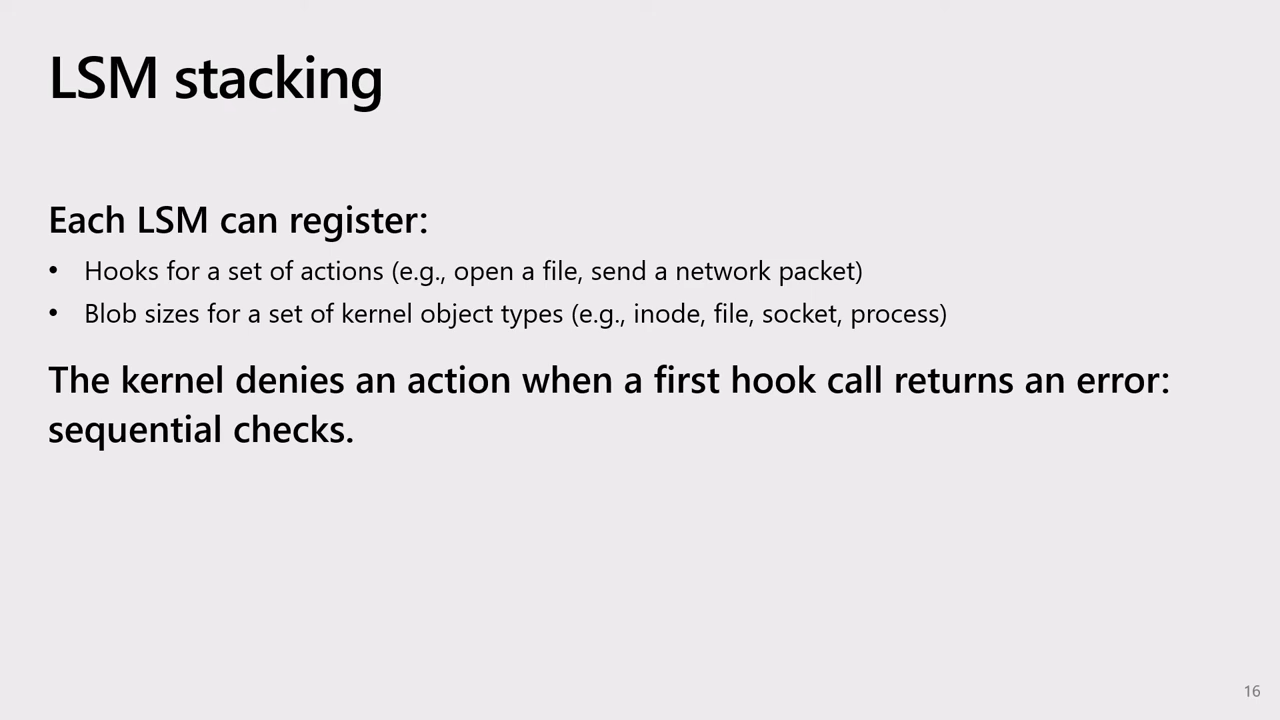 LSM stacking
Each LSM can register:
• Hooks for a set of actions (e.g., open a file, send a network packet)
• Blob sizes for a set of kernel object types (e.g., inode, file, socket, process)
The kernel denies an action when a first hook call returns an error:
sequential checks.
16